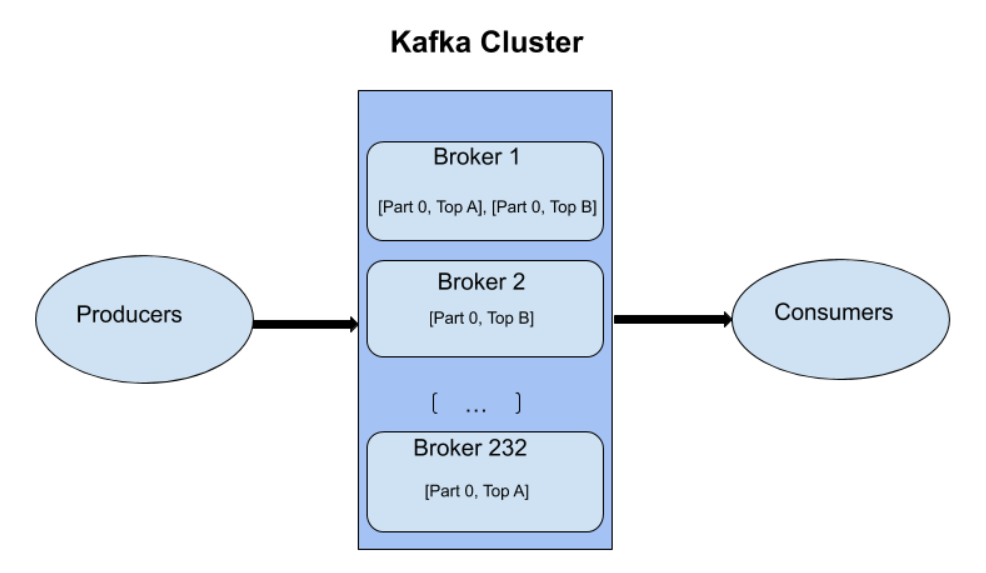 Kafka Cluster
Broker 1
[Part 0, Top A], [Part 0, Top B]
Broker 2
[Part 0, Top B]
Producers
Consumers
[ ... ]
Broker 232
[Part 0, Top A]